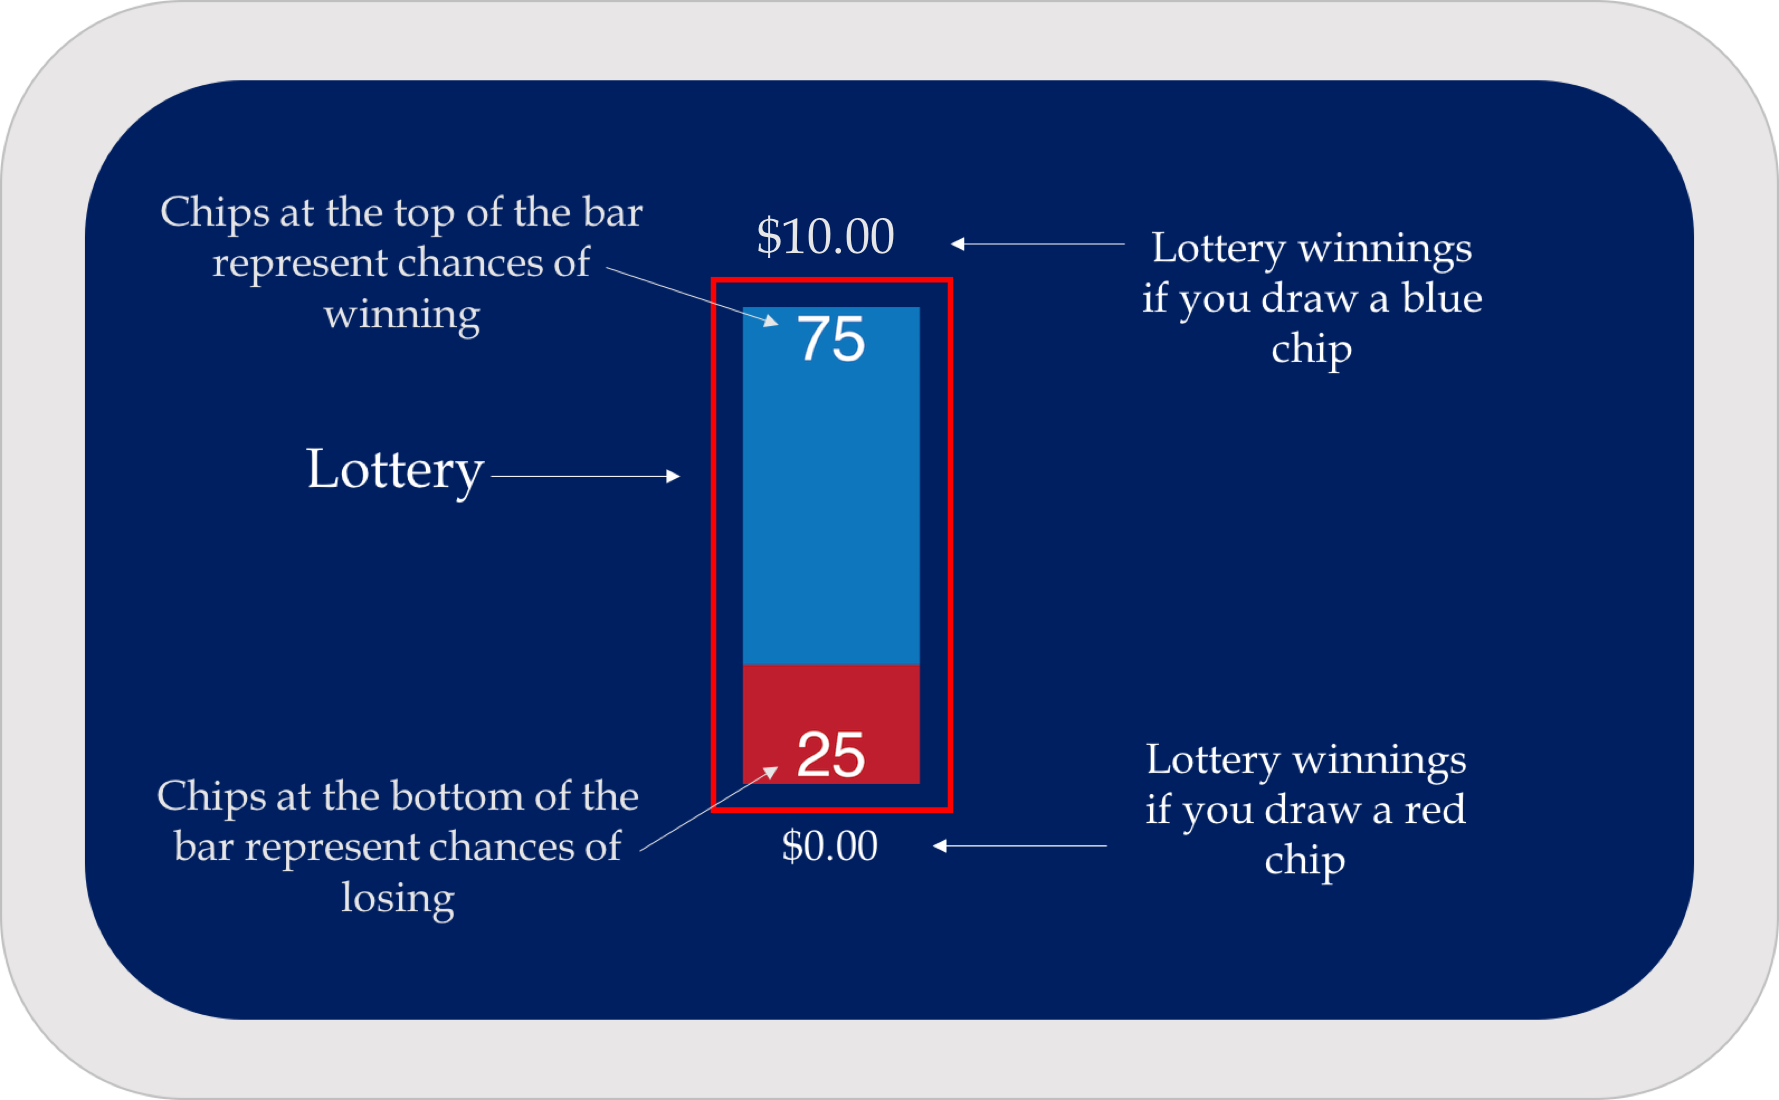 Chips at the top of the bar
represent chances of
winning
$10.00
Lottery winnings
if you draw a blue
chip
75
Lottery
25
Chips at the bottom of the
bar represent chances of
losing
$0.00
Lottery winnings
if you draw a red
chip